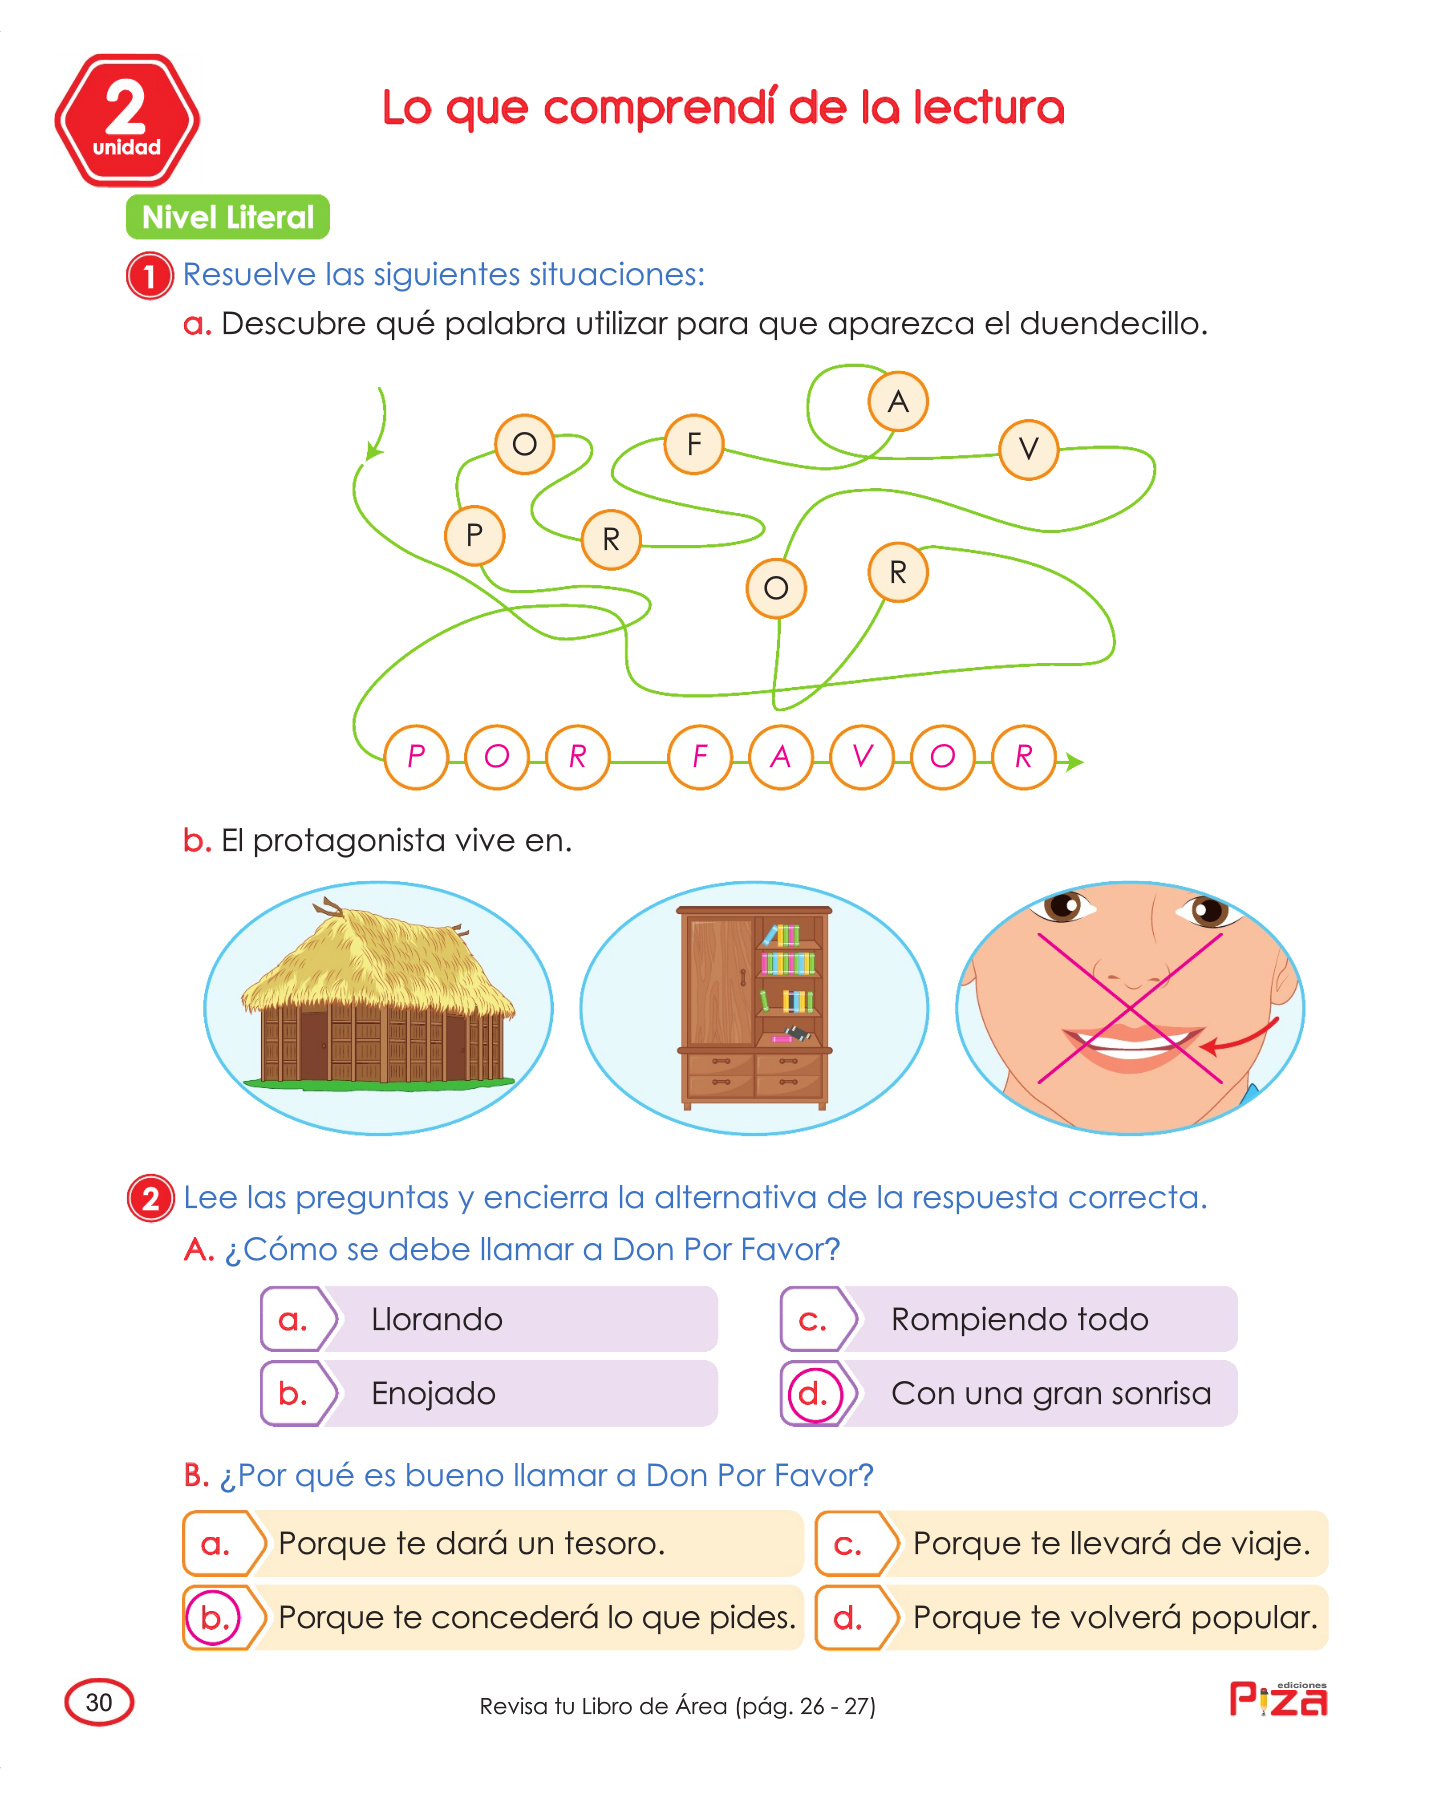 2
unidad
Lo que comprendí de la lectura
Nivel Literal
1 Resuelve las siguientes situaciones:
a. Descubre qué palabra utilizar para que aparezca el duendecillo.
A
O F V
P R
O R
P O R F A V O R
b. El protagonista vive en.
2 Lee las preguntas y encierra la alternativa de la respuesta correcta.
A. ¿Cómo se debe llamar a Don Por Favor?
a. Llorando
b. Enojado
c. Rompiendo todo
d. Con una gran sonrisa
B. ¿Por qué es bueno llamar a Don Por Favor?
a. Porque te dará un tesoro.
b. Porque te concederá lo que pides.
c. Porque te llevará de viaje.
d. Porque te volverá popular.
30
Revisa tu Libro de Área (pág. 26 - 27)
ediciones
Piza